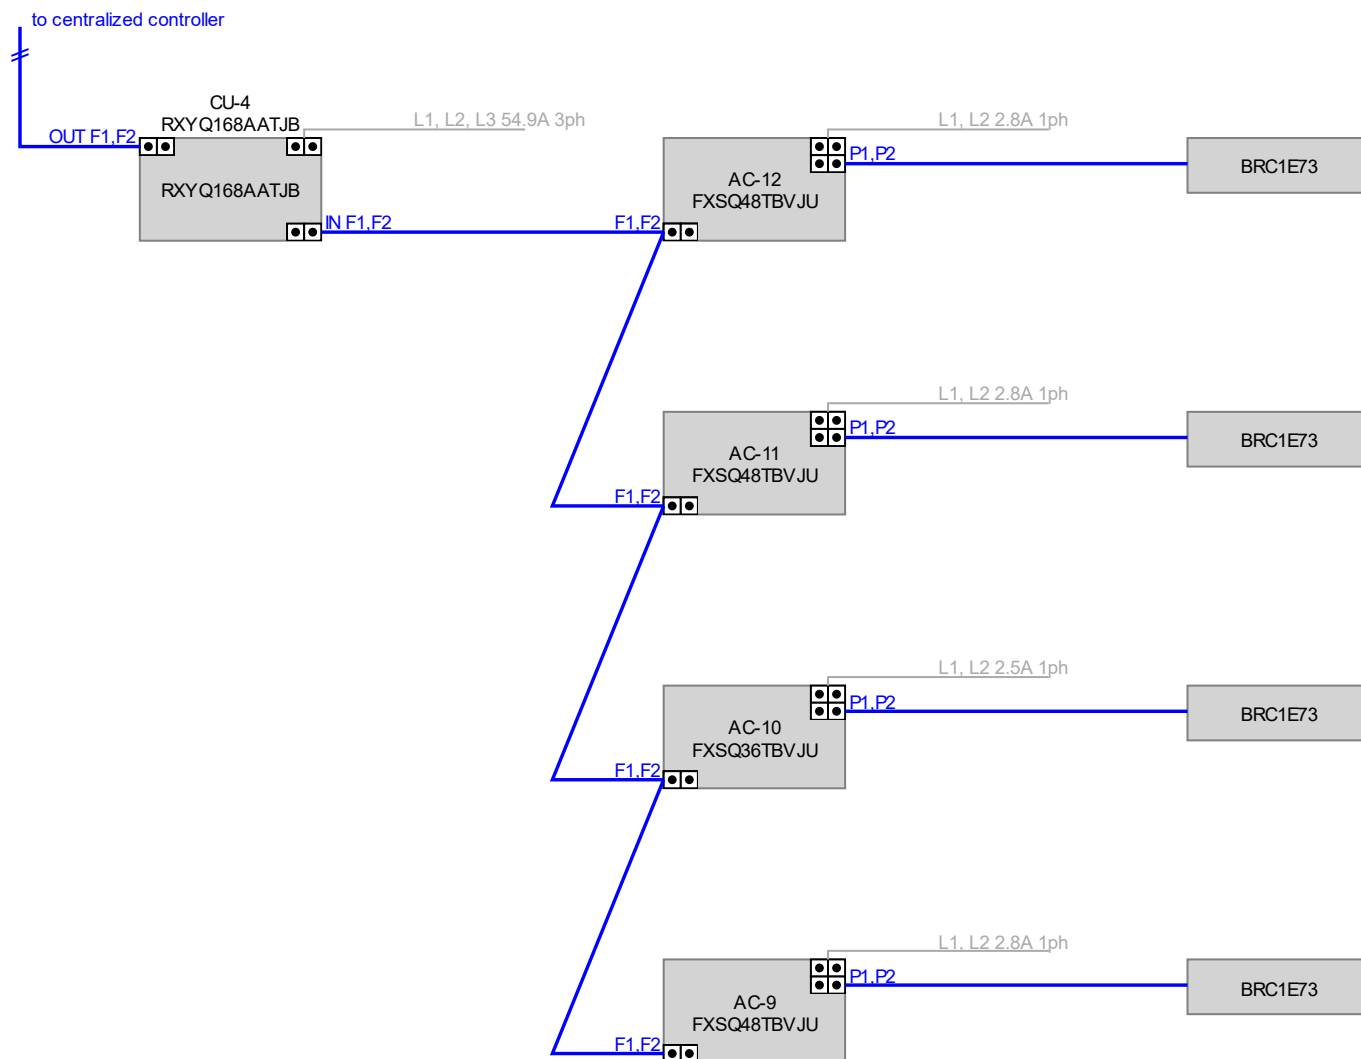 to centralized controller
CU-4
RXYQ168AATJB
L1, L2, L3 54.9A 3ph
OUT F1,F2
RXYQ168AATJB
IN F1,F2
L1, L2 2.8A 1ph
P1,P2
AC-12
FXSQ48TBVJU
BRC1E73
F1,F2
L1, L2 2.8A 1ph
P1,P2
AC-11
FXSQ48TBVJU
BRC1E73
F1,F2
L1, L2 2.5A 1ph
P1,P2
AC-10
FXSQ36TBVJU
BRC1E73
F1,F2
L1, L2 2.8A 1ph
P1,P2
AC-9
FXSQ48TBVJU
BRC1E73
F1,F2